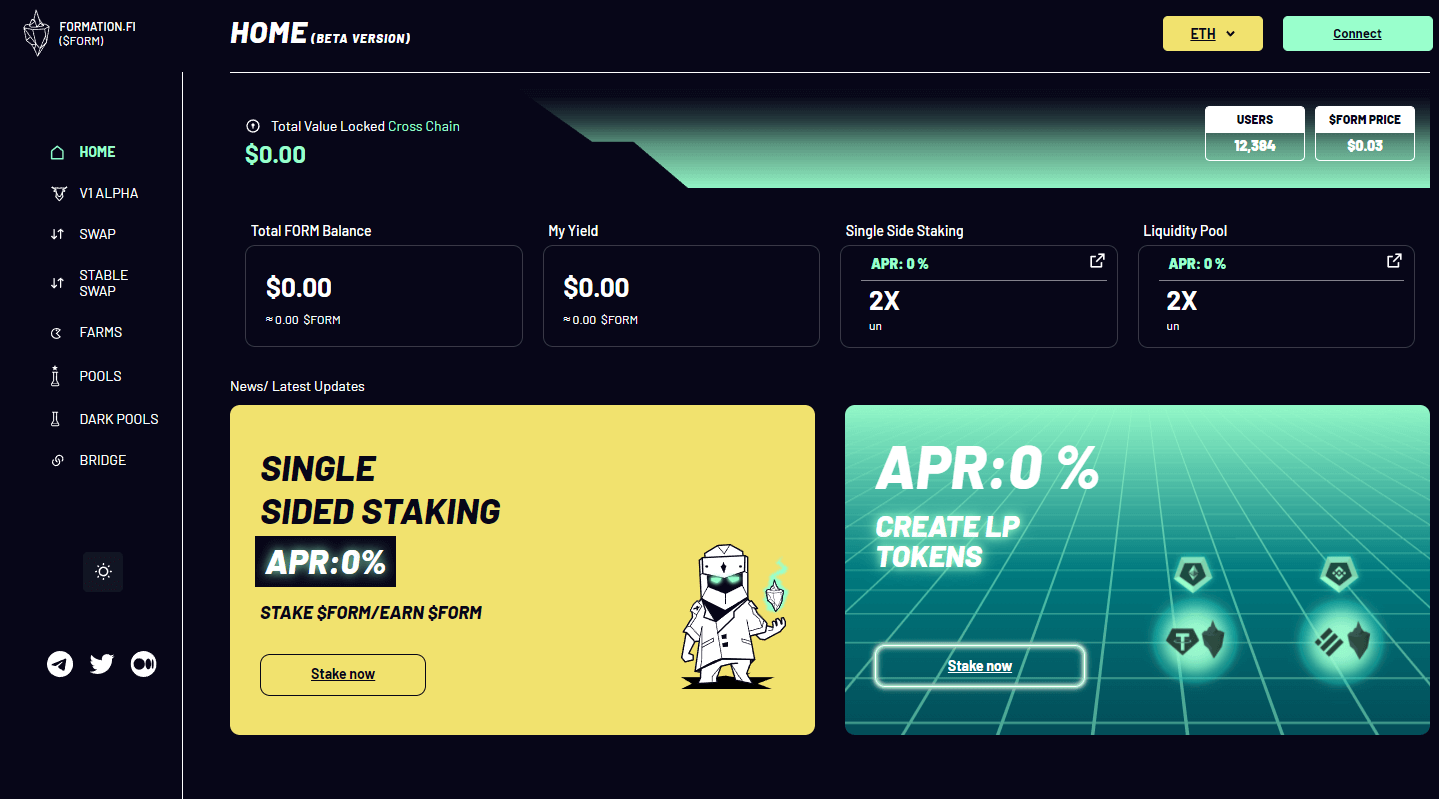 FORMATION.FI
($FORM)
HOME (BETA VERSION)
ETH
Connect
HOME
V1 ALPHA
SWAP
STABLE
SWAP
FARMS
POOLS
DARK POOLS
BRIDGE
Total Value Locked Cross Chain
$0.00
USERS
12,384
$FORM PRICE
$0.03
Total FORM Balance
$0.00
≈ 0.00 $FORM
My Yield
$0.00
≈ 0.00 $FORM
Single Side Staking
APR: 0 %
2X
un
Liquidity Pool
APR: 0 %
2X
un
News/ Latest Updates
SINGLE
SIDED STAKING
APR:0%
STAKE $FORM/EARN $FORM
Stake now
APR:0 %
CREATE LP
TOKENS
Stake now